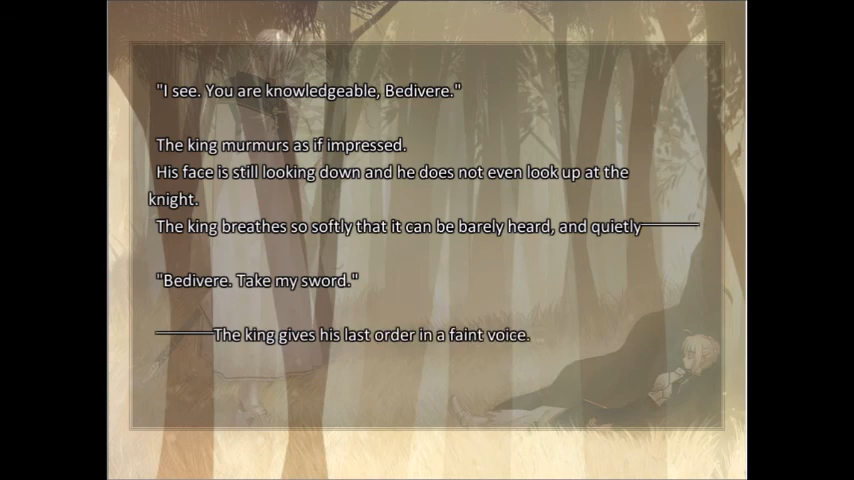 "I see. You are knowledgeable, Bedivere."
The king murmurs as if impressed.
His face is still looking down and he does not even look up at the
knight.
The king breathes so softly that it can be barely heard, and quietly———
"Bedivere. Take my sword."
———The king gives his last order in a faint voice.